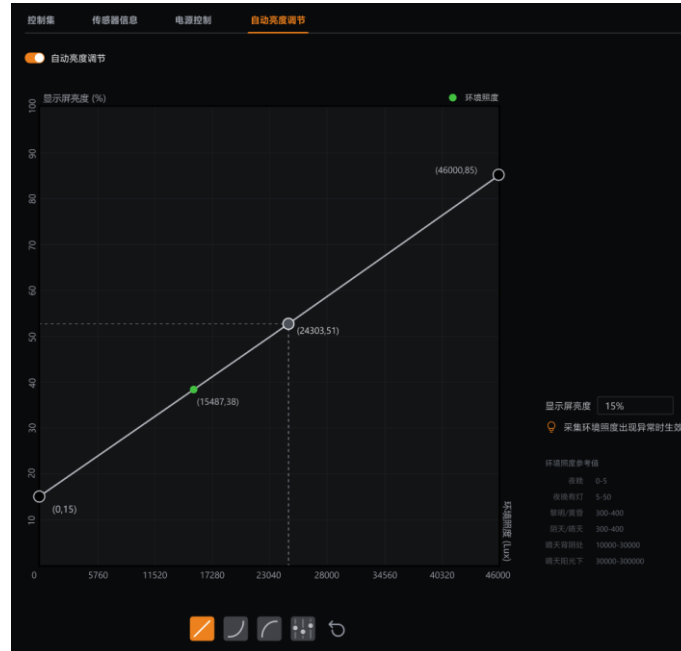 控制集 传感器信息 电源控制 自动亮度调节
自动亮度调节
显示屏亮度 (%)
环境照度
100
90
80
70
60
50
40
30
20
10
(46000,85)
(24303,51)
(15487,38)
(0,15)
环境照度 (Lux)
0 5760 11520 17280 23040 28000 34560 40320 46000
显示屏亮度 15%
采集环境照度出现异常时生效
环境照度参考值
夜晚 0-5
夜晚有灯 5-50
黎明/黄昏 300-400
阴天/晴天 300-400
晴天背阴处 10000-30000
晴天阳光下 30000-300000